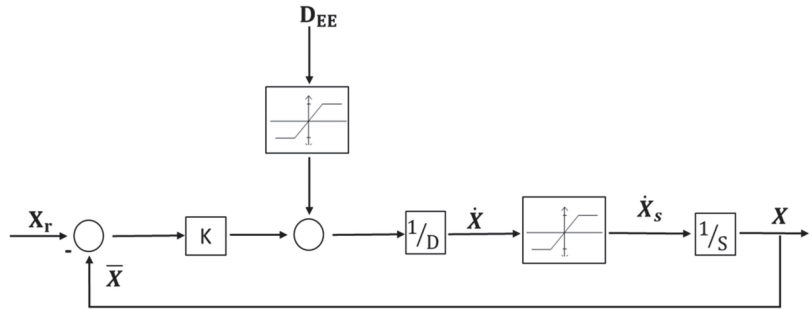 D_EE
X_r
-
K
1/D
Ẋ
Ẋ_s
1/S
X
X̅